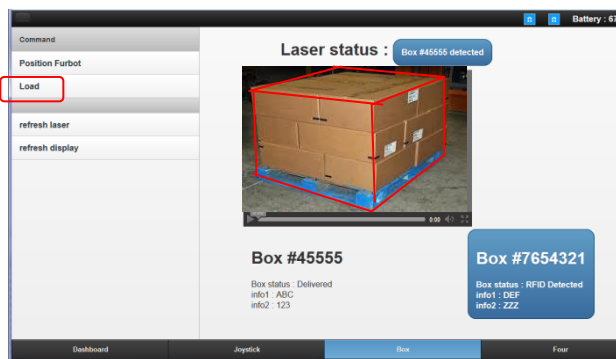 Battery : 67
Command
Position Furbot
Load
refresh laser
refresh display
Laser status :
Box #45555 detected
0:00
Box #45555
Box status : Delivered
info1 : ABC
info2 : 123
Box #7654321
Box status : RFID Detected
info1 : DEF
info2 : ZZZ
Dashboard
Joystick
Box
Four